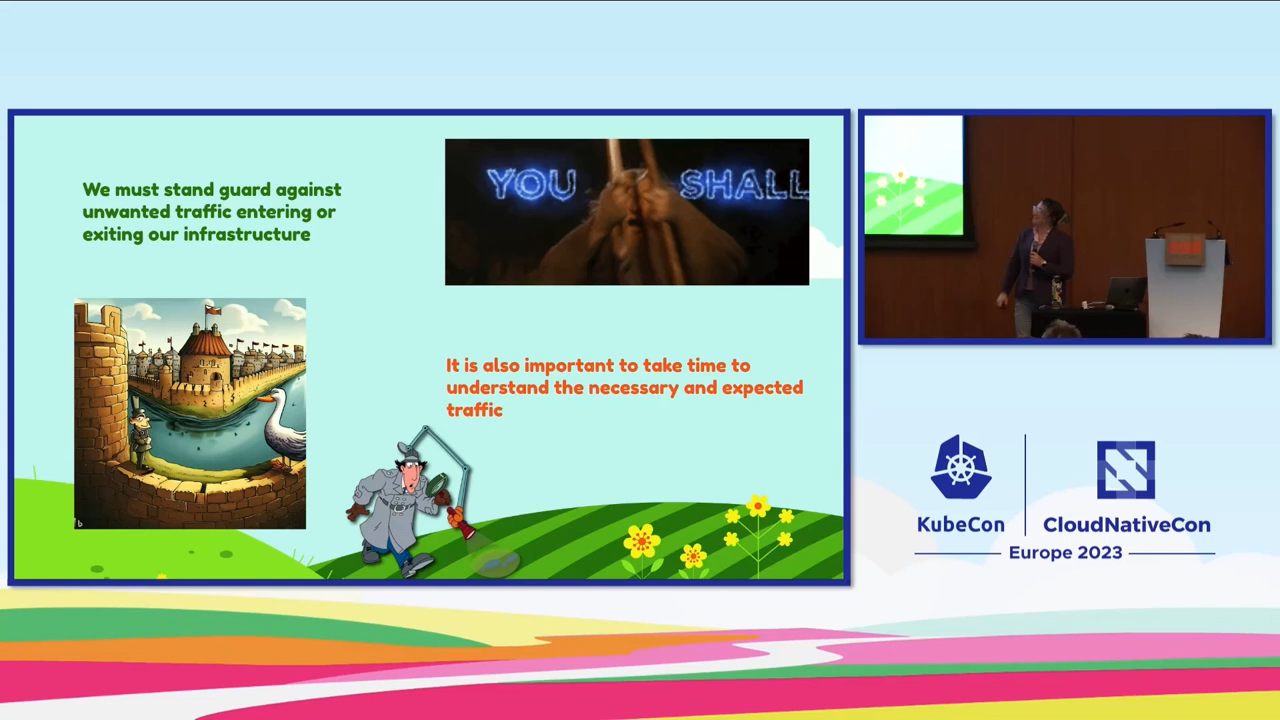 We must stand guard against
unwanted traffic entering or
exiting our infrastructure
YOU SHALL
It is also important to take time to
understand the necessary and expected
traffic
KubeCon
CloudNativeCon
Europe 2023